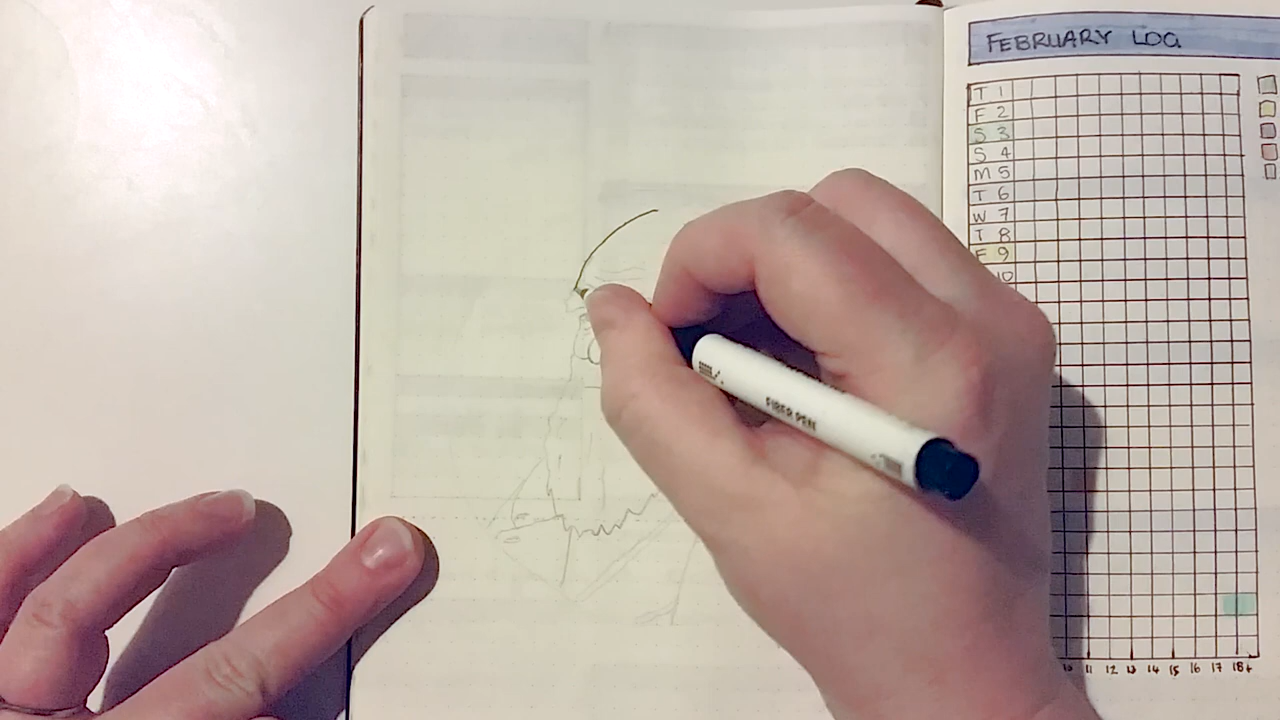 FEBRUARY LOG
T 1
F 2
S 3
S 4
M 5
T 6
W 7
T 8
F 9
10
FIBER PEN
11 12 13 14 15 16 17 18+